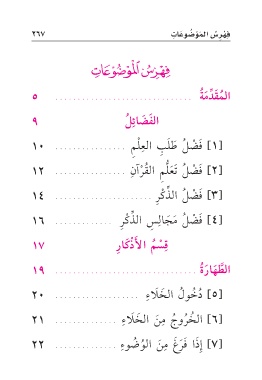 فِهْرِسُ المَوْضُوعَاتِ ٢٦٧
فِهْرِسُ المَوْضُوعَاتِ
المُقَدِّمَةُ ............................ ٥
الفَضَائِلُ ٩
[١] فَضْلُ طَلَبِ العِلْمِ ............... ١٠
[٢] فَضْلُ تَعَلُّمِ القُرْآنِ ............... ١٢
[٣] فَضْلُ الذِّكْرِ .................... ١٤
[٤] فَضْلُ مَجَالِسِ الذِّكْرِ ............ ١٦
قِسْمُ الأَذْكَارِ ١٧
الطَّهَارَةُ ............................ ١٩
[٥] دُخُولُ الخَلَاءِ ................. ٢٠
[٦] الخُرُوجُ مِنَ الخَلَاءِ ............. ٢١
[٧] إِذَا فَرَغَ مِنَ الوُضُوءِ ............. ٢٢